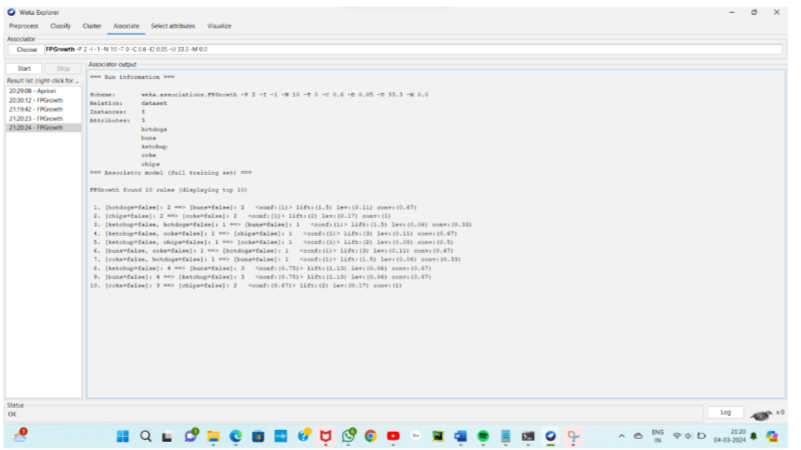 Weka Explorer
Preprocess Classify Cluster Associate Select attributes Visualize
Associator
Choose FPGrowth -P 2 -I -1 -N 10 -T 0 -C 0.6 -D 0.05 -U 33.3 -M 0.0
Start Stop
Result list (right-click for ...
20:29:08 - Apriori
20:30:12 - FPGrowth
21:19:42 - FPGrowth
21:20:23 - FPGrowth
21:20:24 - FPGrowth
Associator output
=== Run information ===
Scheme: weka.associations.FPGrowth -P 2 -I -1 -N 10 -T 0 -C 0.6 -D 0.05 -U 33.3 -M 0.0
Relation: dataset
Instances: 6
Attributes: 5
hotdogs
buns
ketchup
coke
chips
=== Associator model (full training set) ===
FPGrowth found 10 rules (displaying top 10)
1. [hotdogs=false]: 2 ==> [buns=false]: 2 <conf:(1)> lift:(1.5) lev:(0.11) conv:(0.67)
2. [chips=false]: 2 ==> [coke=false]: 2 <conf:(1)> lift:(2) lev:(0.17) conv:(1)
3. [ketchup=false, hotdogs=false]: 1 ==> [buns=false]: 1 <conf:(1)> lift:(1.5) lev:(0.06) conv:(0.33)
4. [ketchup=false, coke=false]: 1 ==> [chips=false]: 1 <conf:(1)> lift:(3) lev:(0.11) conv:(0.67)
5. [ketchup=false, chips=false]: 1 ==> [coke=false]: 1 <conf:(1)> lift:(2) lev:(0.08) conv:(0.5)
6. [buns=false, coke=false]: 1 ==> [hotdogs=false]: 1 <conf:(1)> lift:(3) lev:(0.11) conv:(0.67)
7. [coke=false, hotdogs=false]: 1 ==> [buns=false]: 1 <conf:(1)> lift:(1.5) lev:(0.06) conv:(0.33)
8. [ketchup=false]: 4 ==> [buns=false]: 3 <conf:(0.75)> lift:(1.13) lev:(0.06) conv:(0.67)
9. [buns=false]: 4 ==> [ketchup=false]: 3 <conf:(0.75)> lift:(1.13) lev:(0.06) conv:(0.67)
10. [coke=false]: 3 ==> [chips=false]: 2 <conf:(0.67)> lift:(2) lev:(0.17) conv:(1)
Status
OK
Log
x 0
ENG
IN
21:20
04-03-2024